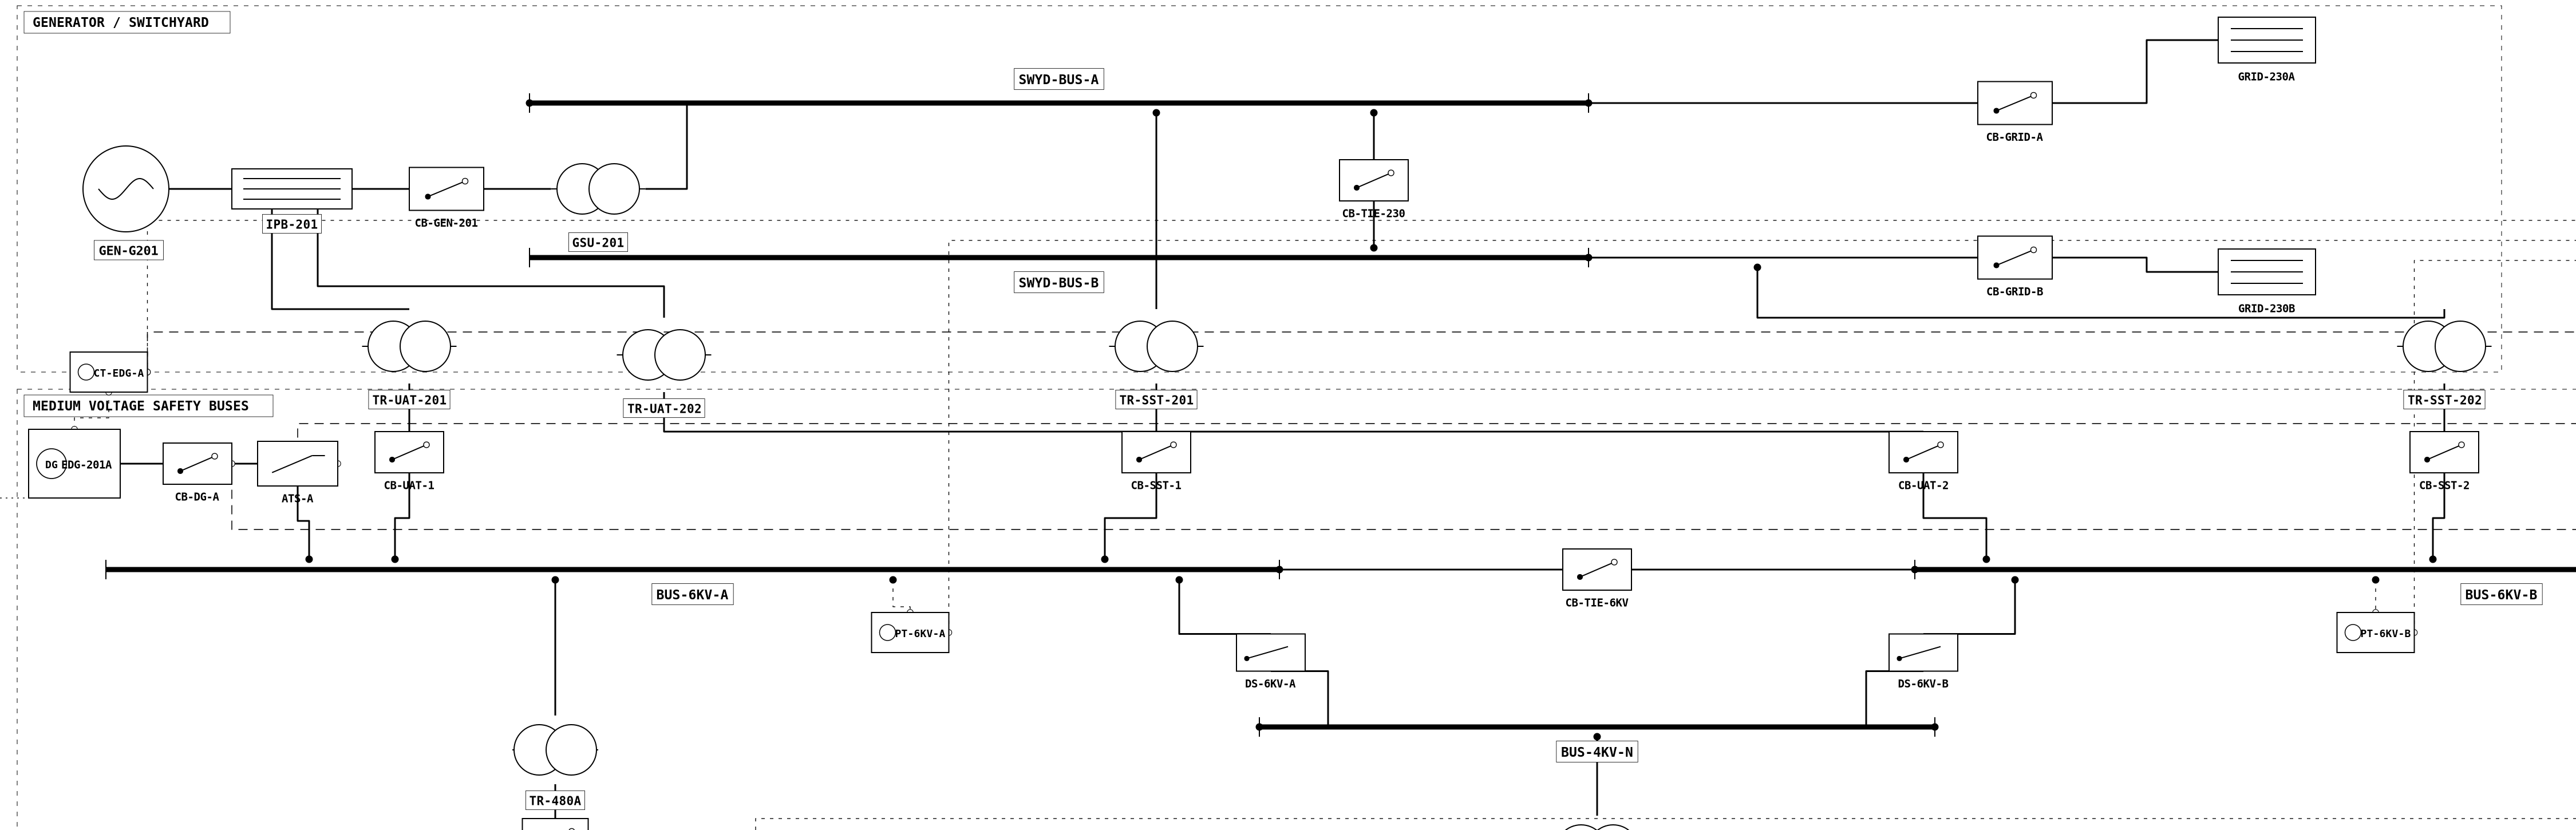 GENERATOR / SWITCHYARD
SWYD-BUS-A
GRID-230A
CB-GRID-A
IPB-201
CB-GEN-201
CB-TIE-230
GEN-G201
GSU-201
SWYD-BUS-B
CB-GRID-B
GRID-230B
CT-EDG-A
TR-UAT-201
TR-UAT-202
TR-SST-201
TR-SST-202
MEDIUM VOLTAGE SAFETY BUSES
DG EDG-201A
CB-DG-A
ATS-A
CB-UAT-1
CB-SST-1
CB-UAT-2
CB-SST-2
BUS-6KV-A
CB-TIE-6KV
BUS-6KV-B
PT-6KV-A
PT-6KV-B
DS-6KV-A
DS-6KV-B
BUS-4KV-N
TR-480A